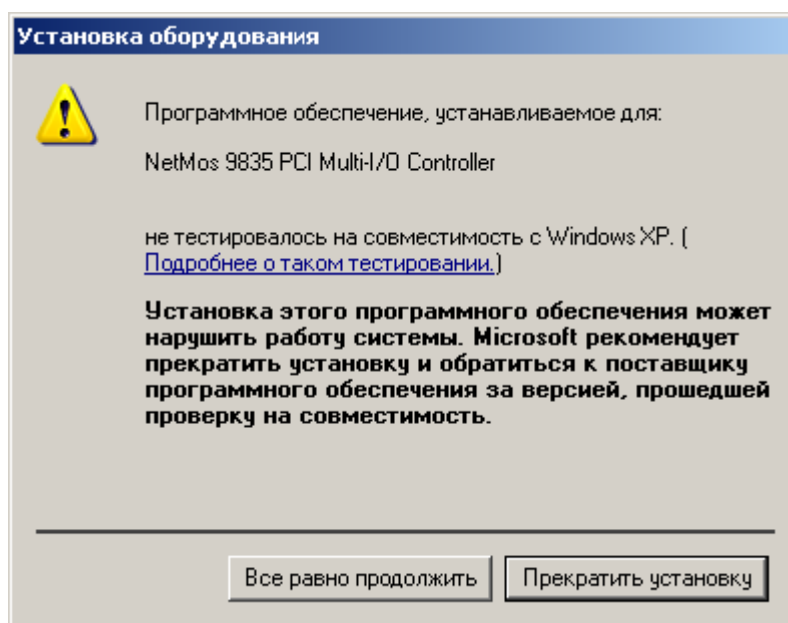 Установка оборудования
Программное обеспечение, устанавливаемое для:
NetMos 9835 PCI Multi-I/O Controller
не тестировалось на совместимость с Windows XP. (
Подробнее о таком тестировании.)
Установка этого программного обеспечения может
нарушить работу системы. Microsoft рекомендует
прекратить установку и обратиться к поставщику
программного обеспечения за версией, прошедшей
проверку на совместимость.
Все равно продолжить
Прекратить установку